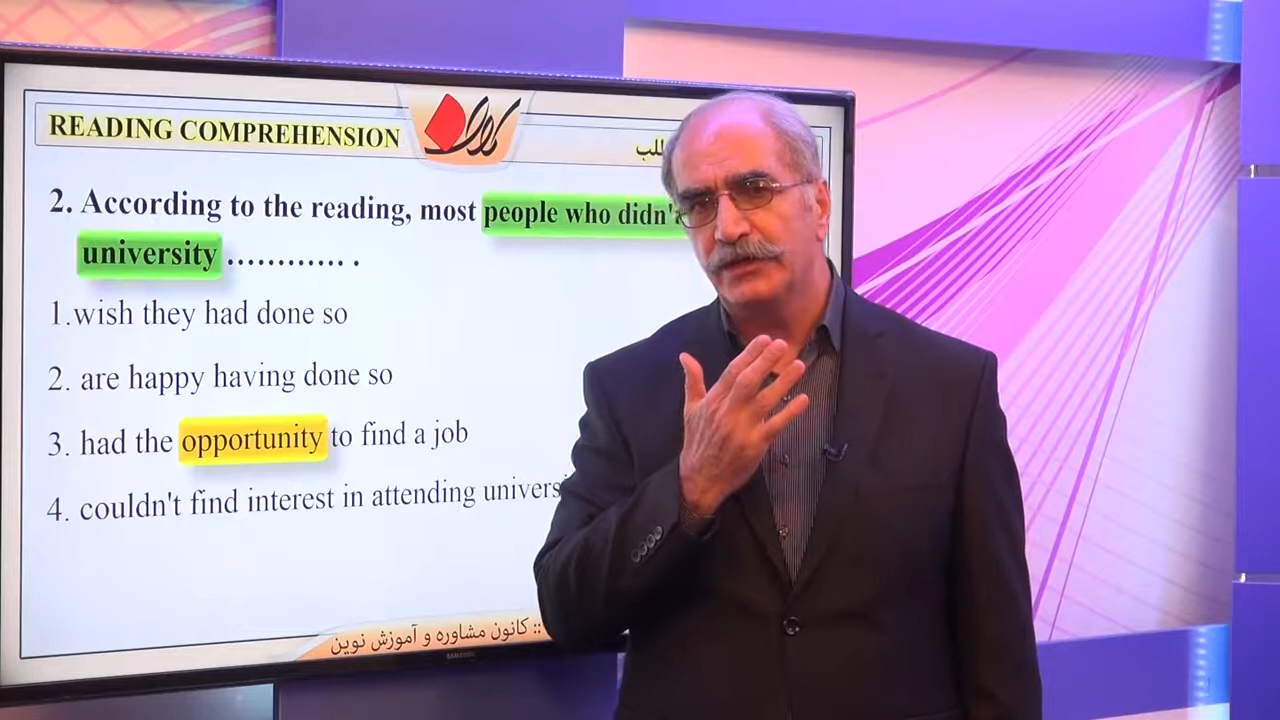 READING COMPREHENSION
2. According to the reading, most people who didn't
university ............. .
1.wish they had done so
2. are happy having done so
3. had the opportunity to find a job
4. couldn't find interest in attending
:: کانون مشاوره و آموزش نوین
SAMSUNG